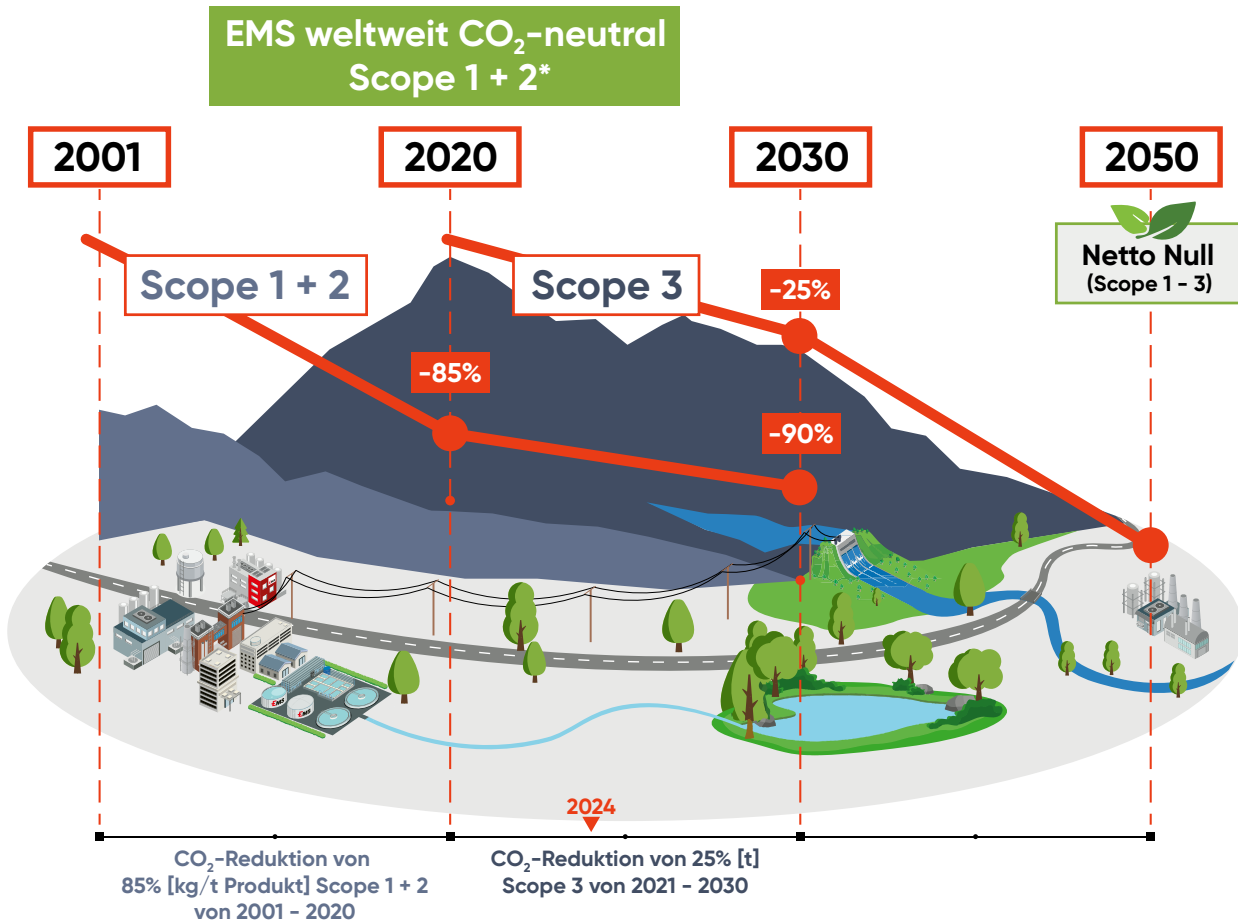 EMS weltweit CO₂-neutral
Scope 1 + 2*
2001
2020
2030
2050
Netto Null
(Scope 1 - 3)
Scope 1 + 2
Scope 3
-25%
-85%
-90%
EMS
EMS
2024
CO₂-Reduktion von
85% [kg/t Produkt] Scope 1 + 2
von 2001 - 2020
CO₂-Reduktion von 25% [t]
Scope 3 von 2021 - 2030